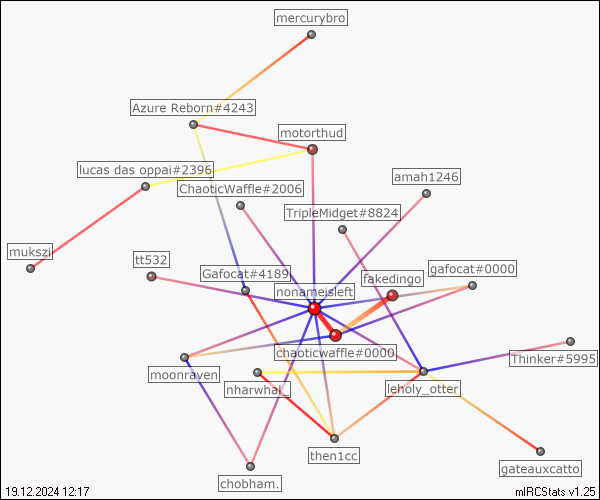 mercurybro
Azure Reborn#4243
motorthud
lucas das oppai#2396
amah1246
ChaoticWaffle#2006
TripleMidget#8824
mukszi
tt532
Gafocat#4189
fakedingo
gafocat#0000
nonameisleft
chaoticwaffle#0000
Thinker#5995
moonraven
nharwhal_
leholy_otter
then1cc
gateauxcatto
chobham.
19.12.2024 12:17
mIRCStats v1.25